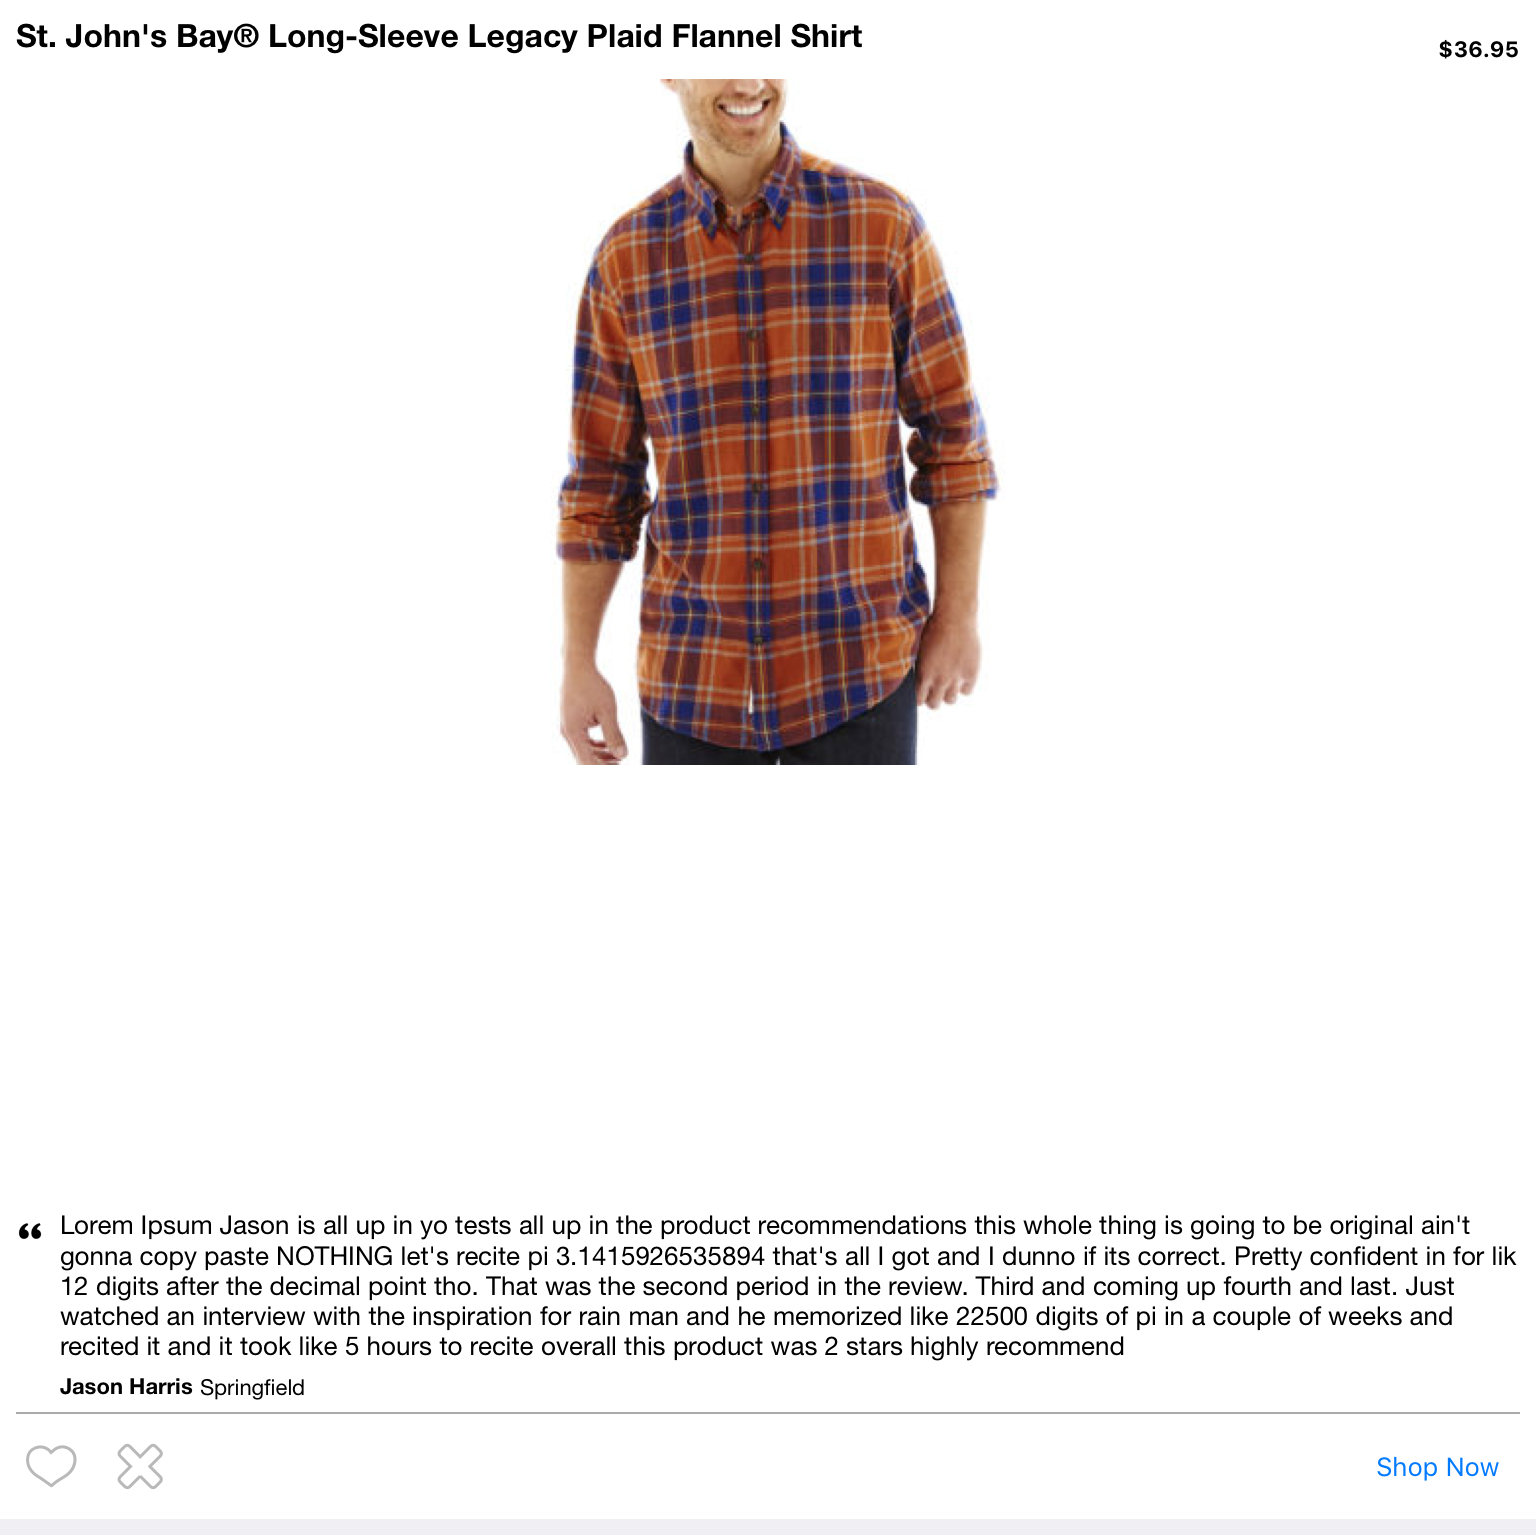 St. John's Bay® Long-Sleeve Legacy Plaid Flannel Shirt
$36.95
“ Lorem Ipsum Jason is all up in yo tests all up in the product recommendations this whole thing is going to be original ain't
gonna copy paste NOTHING let's recite pi 3.1415926535894 that's all I got and I dunno if its correct. Pretty confident in for lik
12 digits after the decimal point tho. That was the second period in the review. Third and coming up fourth and last. Just
watched an interview with the inspiration for rain man and he memorized like 22500 digits of pi in a couple of weeks and
recited it and it took like 5 hours to recite overall this product was 2 stars highly recommend
Jason Harris Springfield
Shop Now